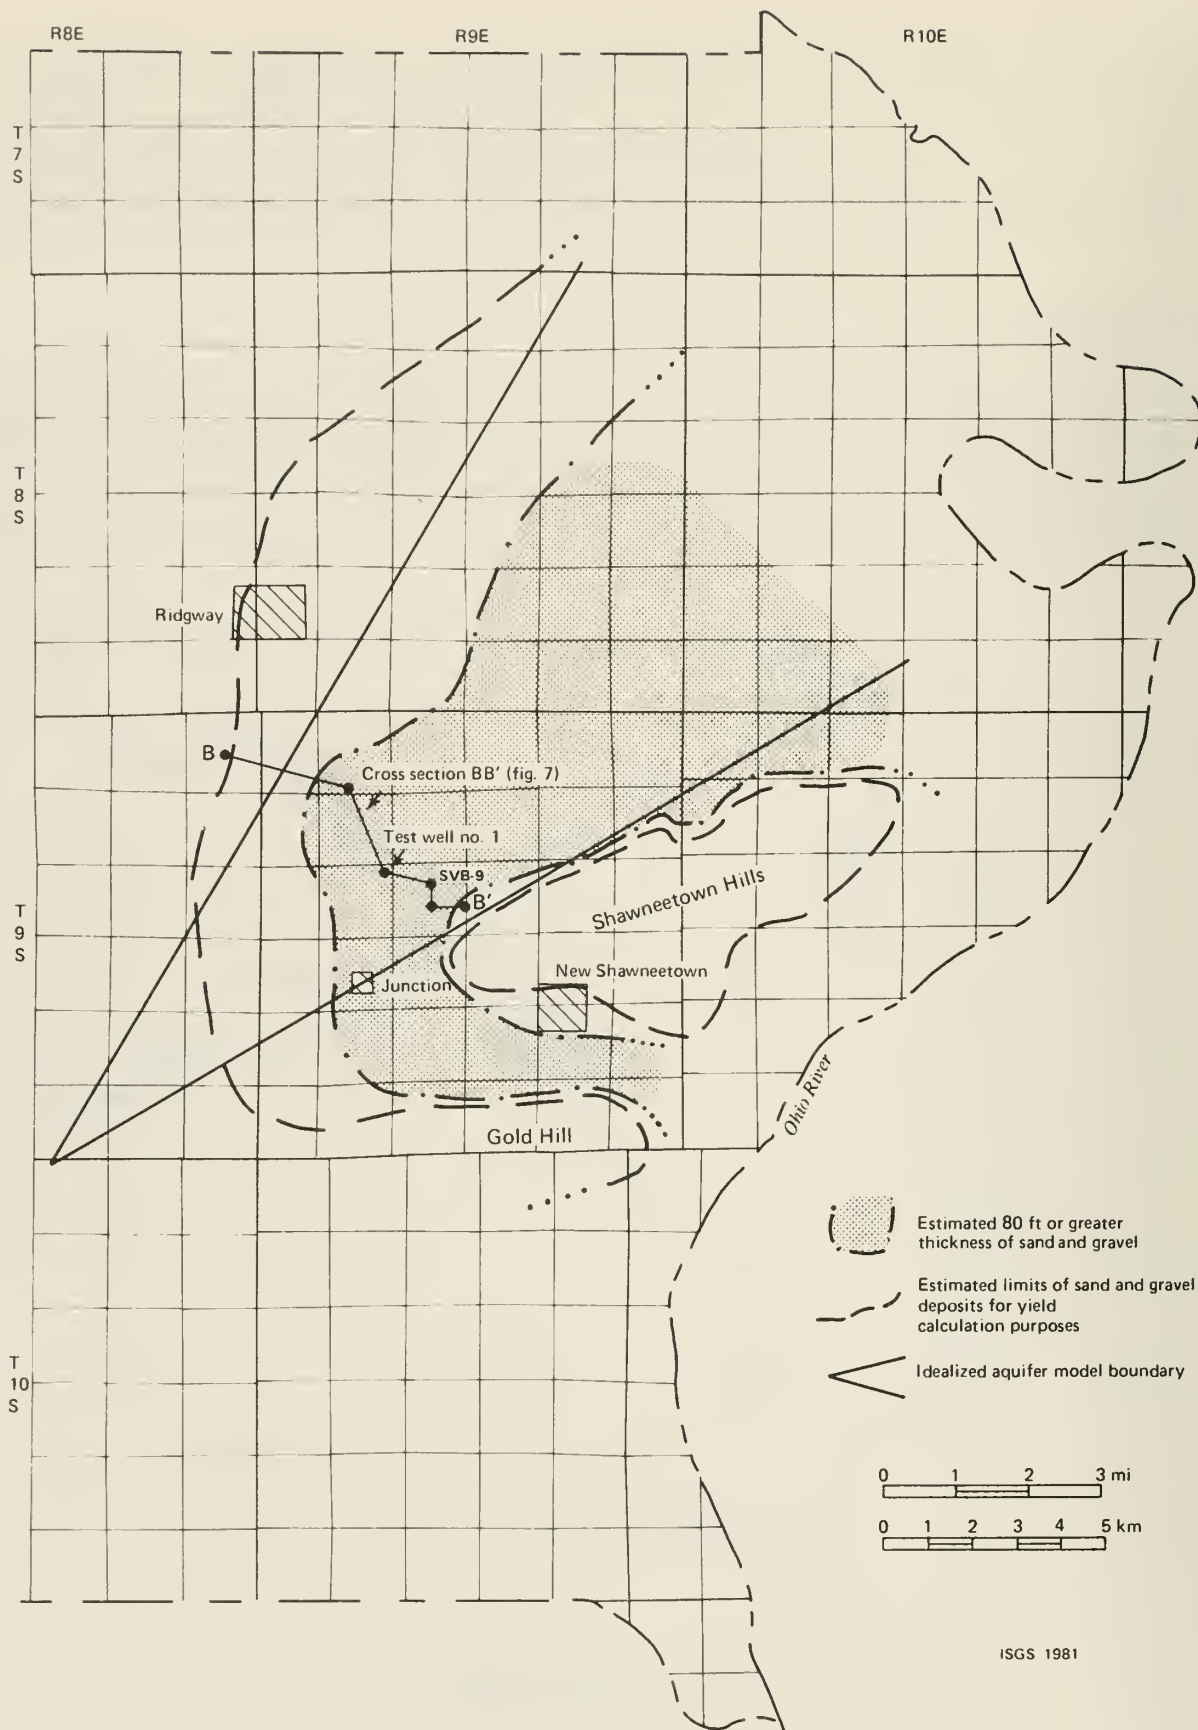 R8E
R9E
R10E
T
7
S
T
8
S
Ridgway
B
Cross section BB' (fig. 7)
Test well no. 1
SVB-9
B'
Shawneetown Hills
T
9
S
New Shawneetown
Junction
Ohio River
Gold Hill
Estimated 80 ft or greater
thickness of sand and gravel
Estimated limits of sand and gravel
deposits for yield
calculation purposes
Idealized aquifer model boundary
T
10
S
0 1 2 3 mi
0 1 2 3 4 5 km
ISGS 1981